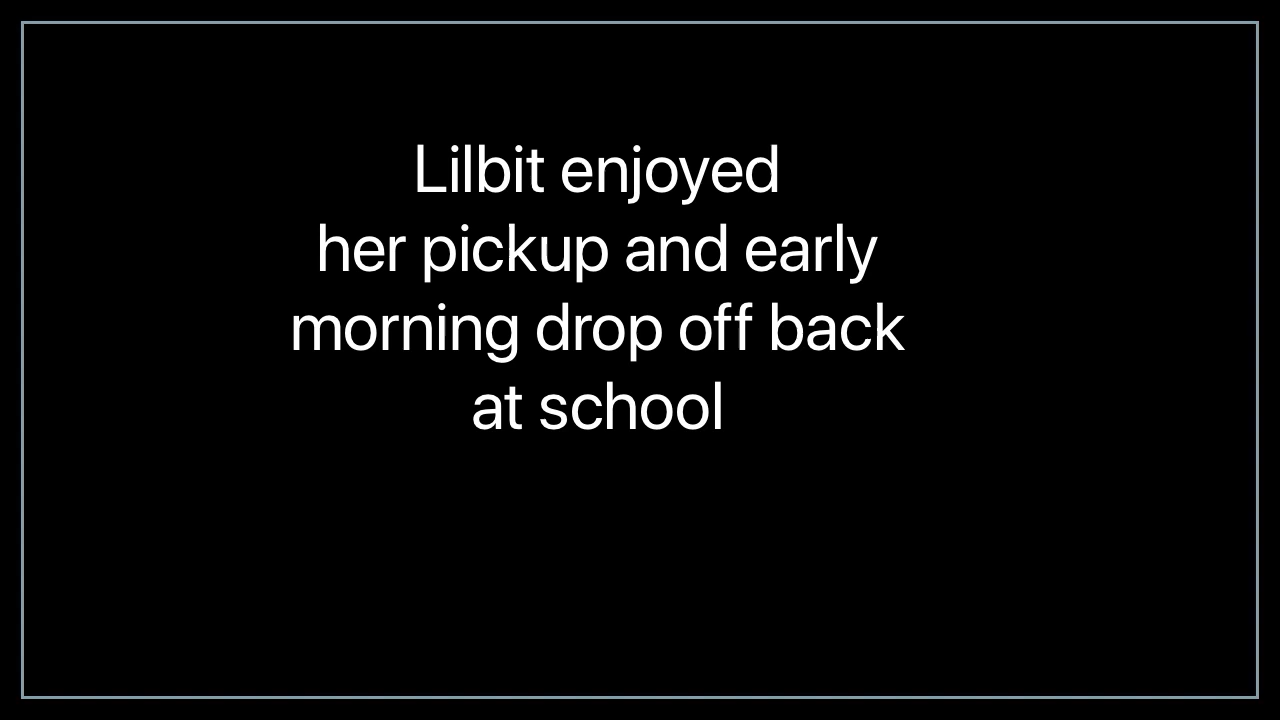 Lilbit enjoyed
her pickup and early
morning drop off back
at school